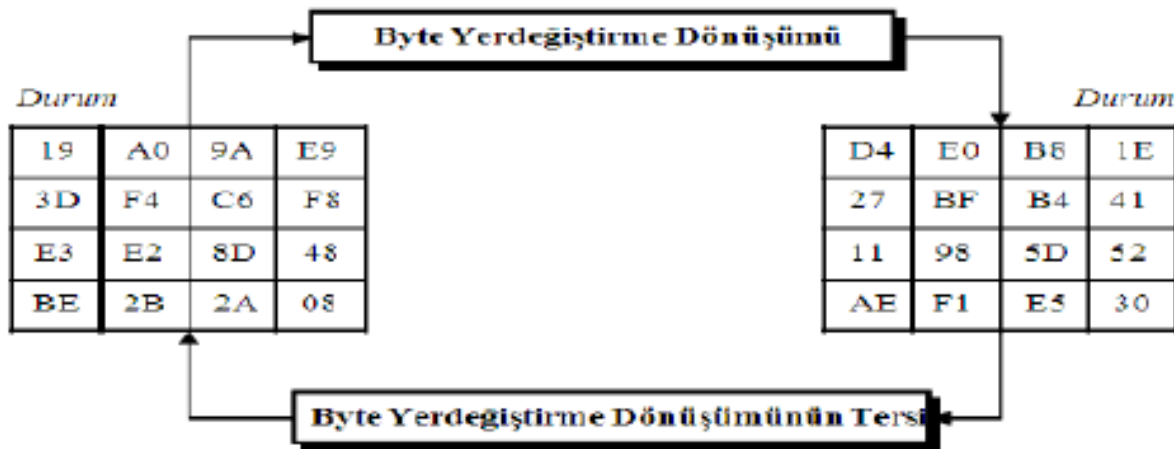 Byte Yerdeğiştirme Dönüşümü
Durum Durum
19 A0 9A E9 D4 E0 B8 1E
3D F4 C6 F8 27 BF B4 41
E3 E2 8D 48 11 98 5D 52
BE 2B 2A 08 AE F1 E5 30
Byte Yerdeğiştirme Dönüşümünün Tersi